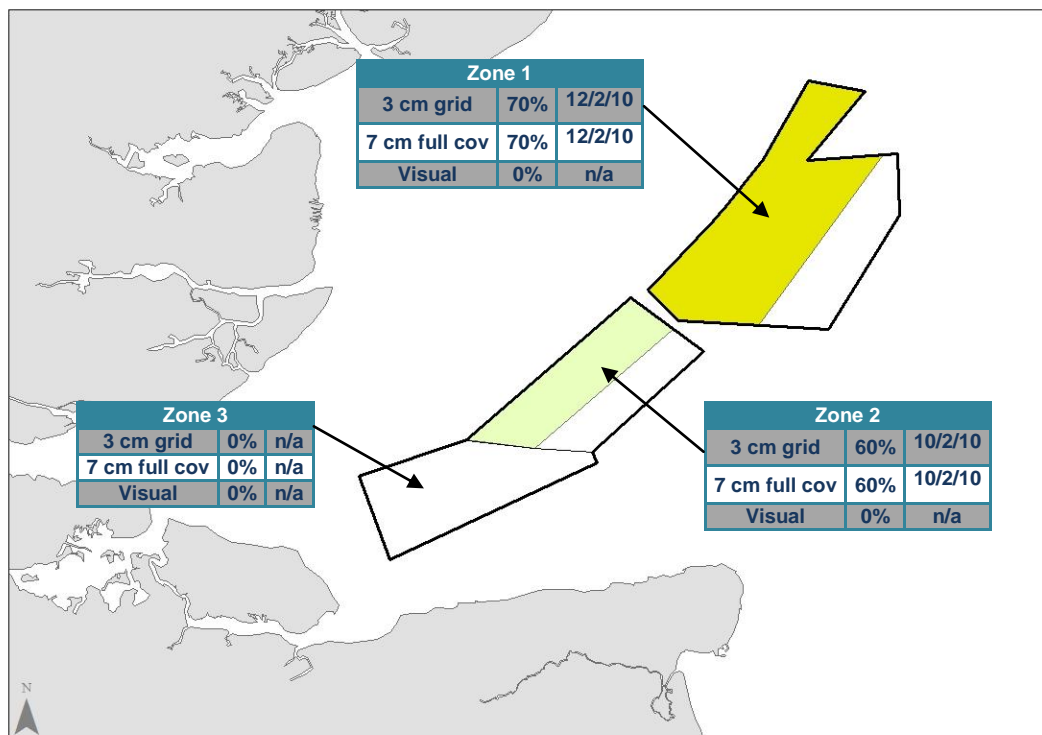 Zone 1
3 cm grid 70% 12/2/10
7 cm full cov 70% 12/2/10
Visual 0% n/a
Zone 3
3 cm grid 0% n/a
7 cm full cov 0% n/a
Visual 0% n/a
Zone 2
3 cm grid 60% 10/2/10
7 cm full cov 60% 10/2/10
Visual 0% n/a
N